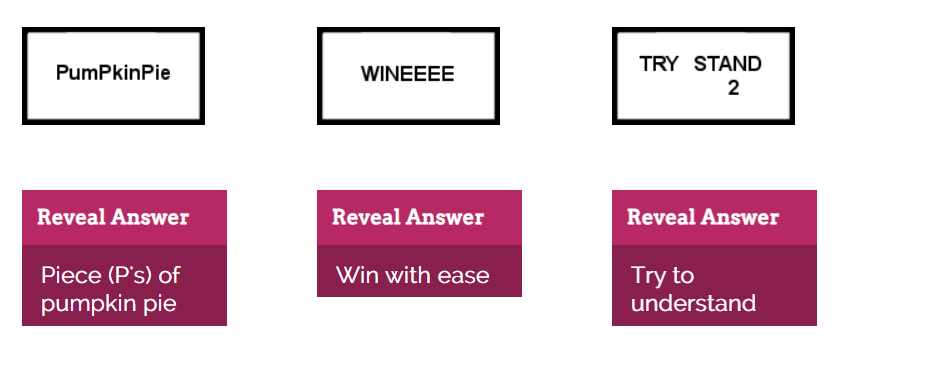 PumPkinPie
WINEEEE
TRY STAND
2
Reveal Answer
Piece (P's) of
pumpkin pie
Reveal Answer
Win with ease
Reveal Answer
Try to
understand